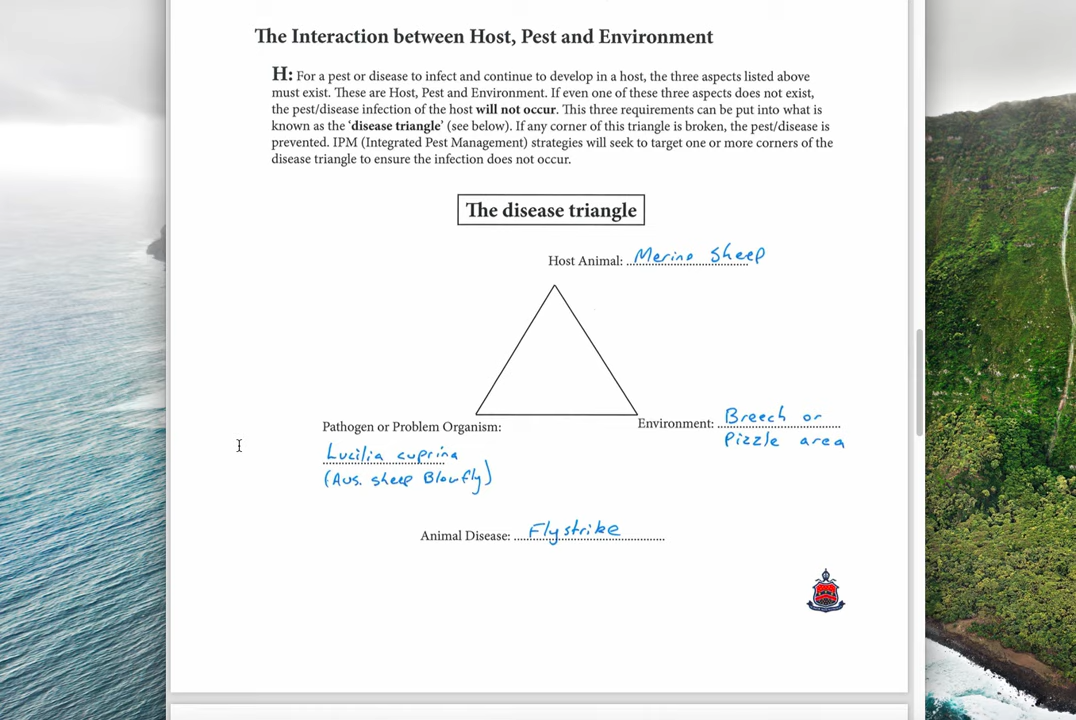 The Interaction between Host, Pest and Environment
H: For a pest or disease to infect and continue to develop in a host, the three aspects listed above
must exist. These are Host, Pest and Environment. If even one of these three aspects does not exist,
the pest/disease infection of the host will not occur. This three requirements can be put into what is
known as the 'disease triangle' (see below). If any corner of this triangle is broken, the pest/disease is
prevented. IPM (Integrated Pest Management) strategies will seek to target one or more corners of the
disease triangle to ensure the infection does not occur.
The disease triangle
Host Animal: Merino Sheep
Pathogen or Problem Organism:
Lucilia cuprina
(Aus. sheep Blowfly)
Environment: Breech or
Pizzle area
Animal Disease: Flystrike